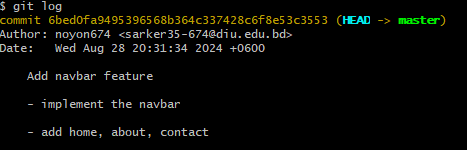 $ git log
commit 6bed0fa9495396568b364c337428c6f8e53c3553 (HEAD -> master)
Author: noyon674 <sarker35-674@diu.edu.bd>
Date:   Wed Aug 28 20:31:34 2024 +0600
    Add navbar feature
    - implement the navbar
    - add home, about, contact